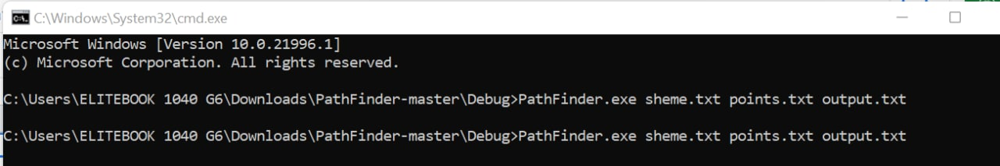 C:\Windows\System32\cmd.exe
Microsoft Windows [Version 10.0.21996.1]
(c) Microsoft Corporation. All rights reserved.
C:\Users\ELITEBOOK 1040 G6\Downloads\PathFinder-master\Debug>PathFinder.exe sheme.txt points.txt output.txt
C:\Users\ELITEBOOK 1040 G6\Downloads\PathFinder-master\Debug>PathFinder.exe sheme.txt points.txt output.txt